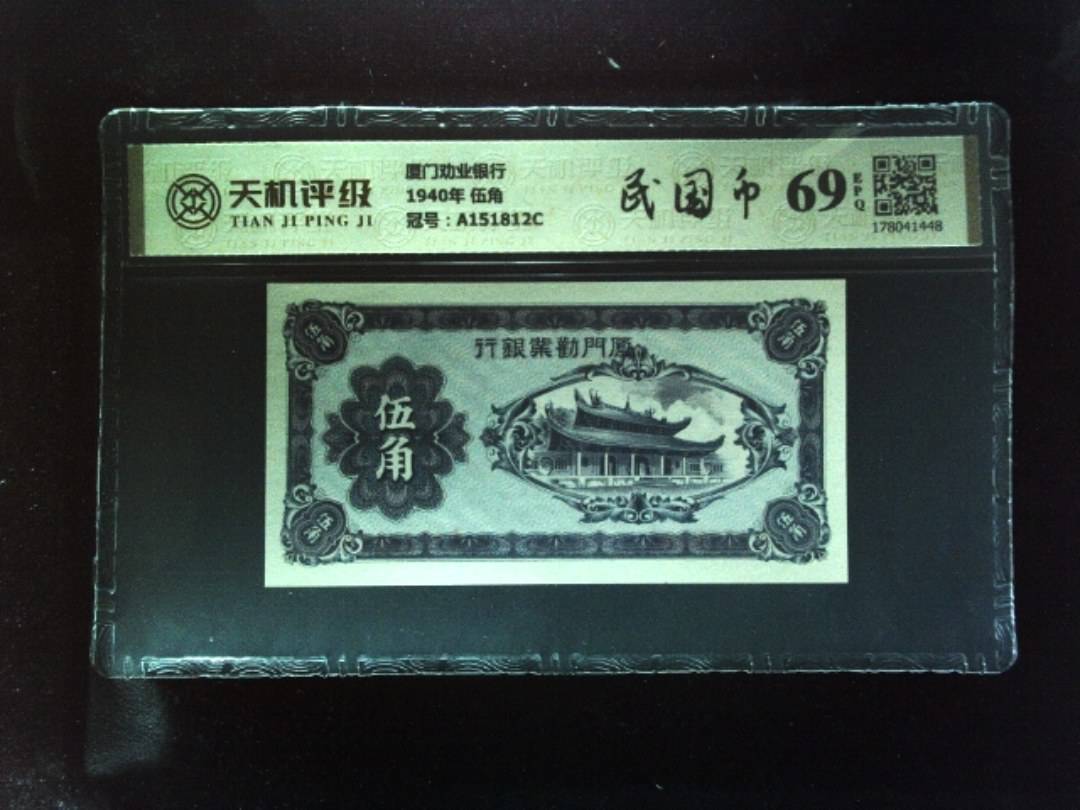 天机评级
TIAN JI PING JI
厦门劝业银行
1940年 伍角
冠号：A151812C
民国币
69
EPQ
178041448
伍角
伍角
行銀業勸門厦
伍角
伍角
伍角